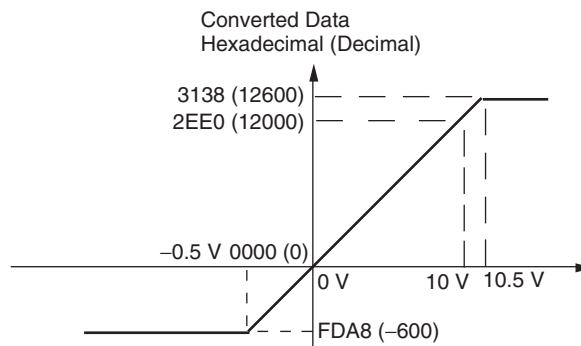 Converted Data
Hexadecimal (Decimal)
3138 (12600)
2EE0 (12000)
−0.5 V 0000 (0)
0 V
10 V
10.5 V
FDA8 (−600)